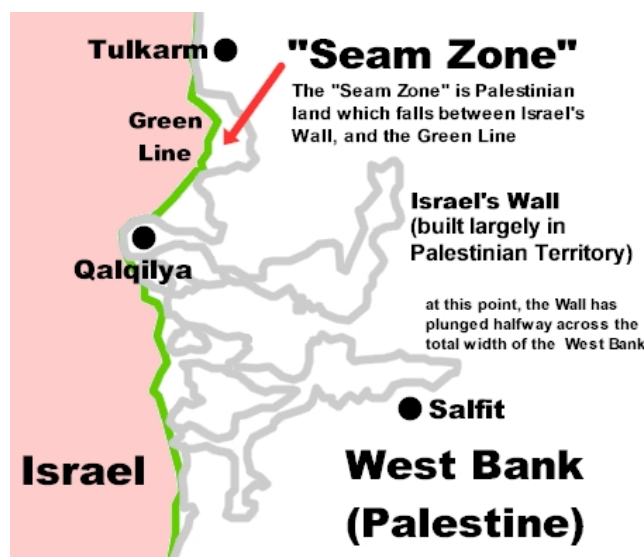 Tulkarm
"Seam Zone"
The "Seam Zone" is Palestinian
land which falls between Israel's
Wall, and the Green Line
Green
Line
Israel's Wall
(built largely in
Palestinian Territory)
Qalqilya
at this point, the Wall has
plunged halfway across the
total width of the West Bank
Salfit
Israel
West Bank
(Palestine)